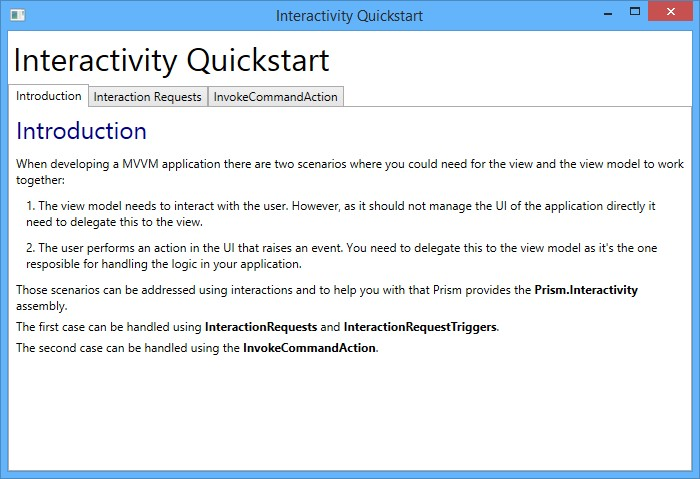 Interactivity Quickstart
Interactivity Quickstart
Introduction Interaction Requests InvokeCommandAction
Introduction
When developing a MVVM application there are two scenarios where you could need for the view and the view model to work
together:
1. The view model needs to interact with the user. However, as it should not manage the UI of the application directly it
need to delegate this to the view.
2. The user performs an action in the UI that raises an event. You need to delegate this to the view model as it's the one
resposible for handling the logic in your application.
Those scenarios can be addressed using interactions and to help you with that Prism provides the Prism.Interactivity
assembly.
The first case can be handled using InteractionRequests and InteractionRequestTriggers.
The second case can be handled using the InvokeCommandAction.